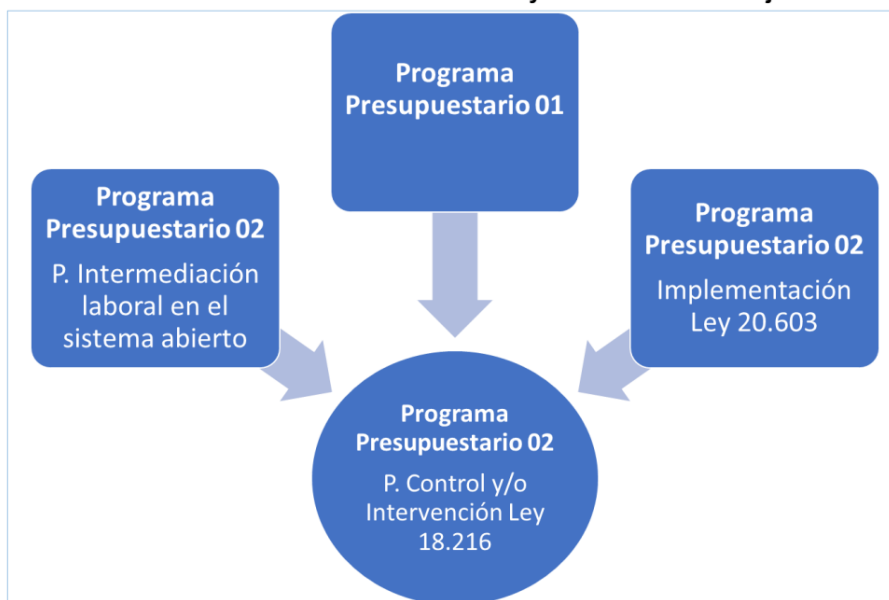 Programa
Presupuestario 01
Programa
Presupuestario 02
P. Intermediación
laboral en el
sistema abierto
Programa
Presupuestario 02
Implementación
Ley 20.603
Programa
Presupuestario 02
P. Control y/o
Intervención Ley
18.216